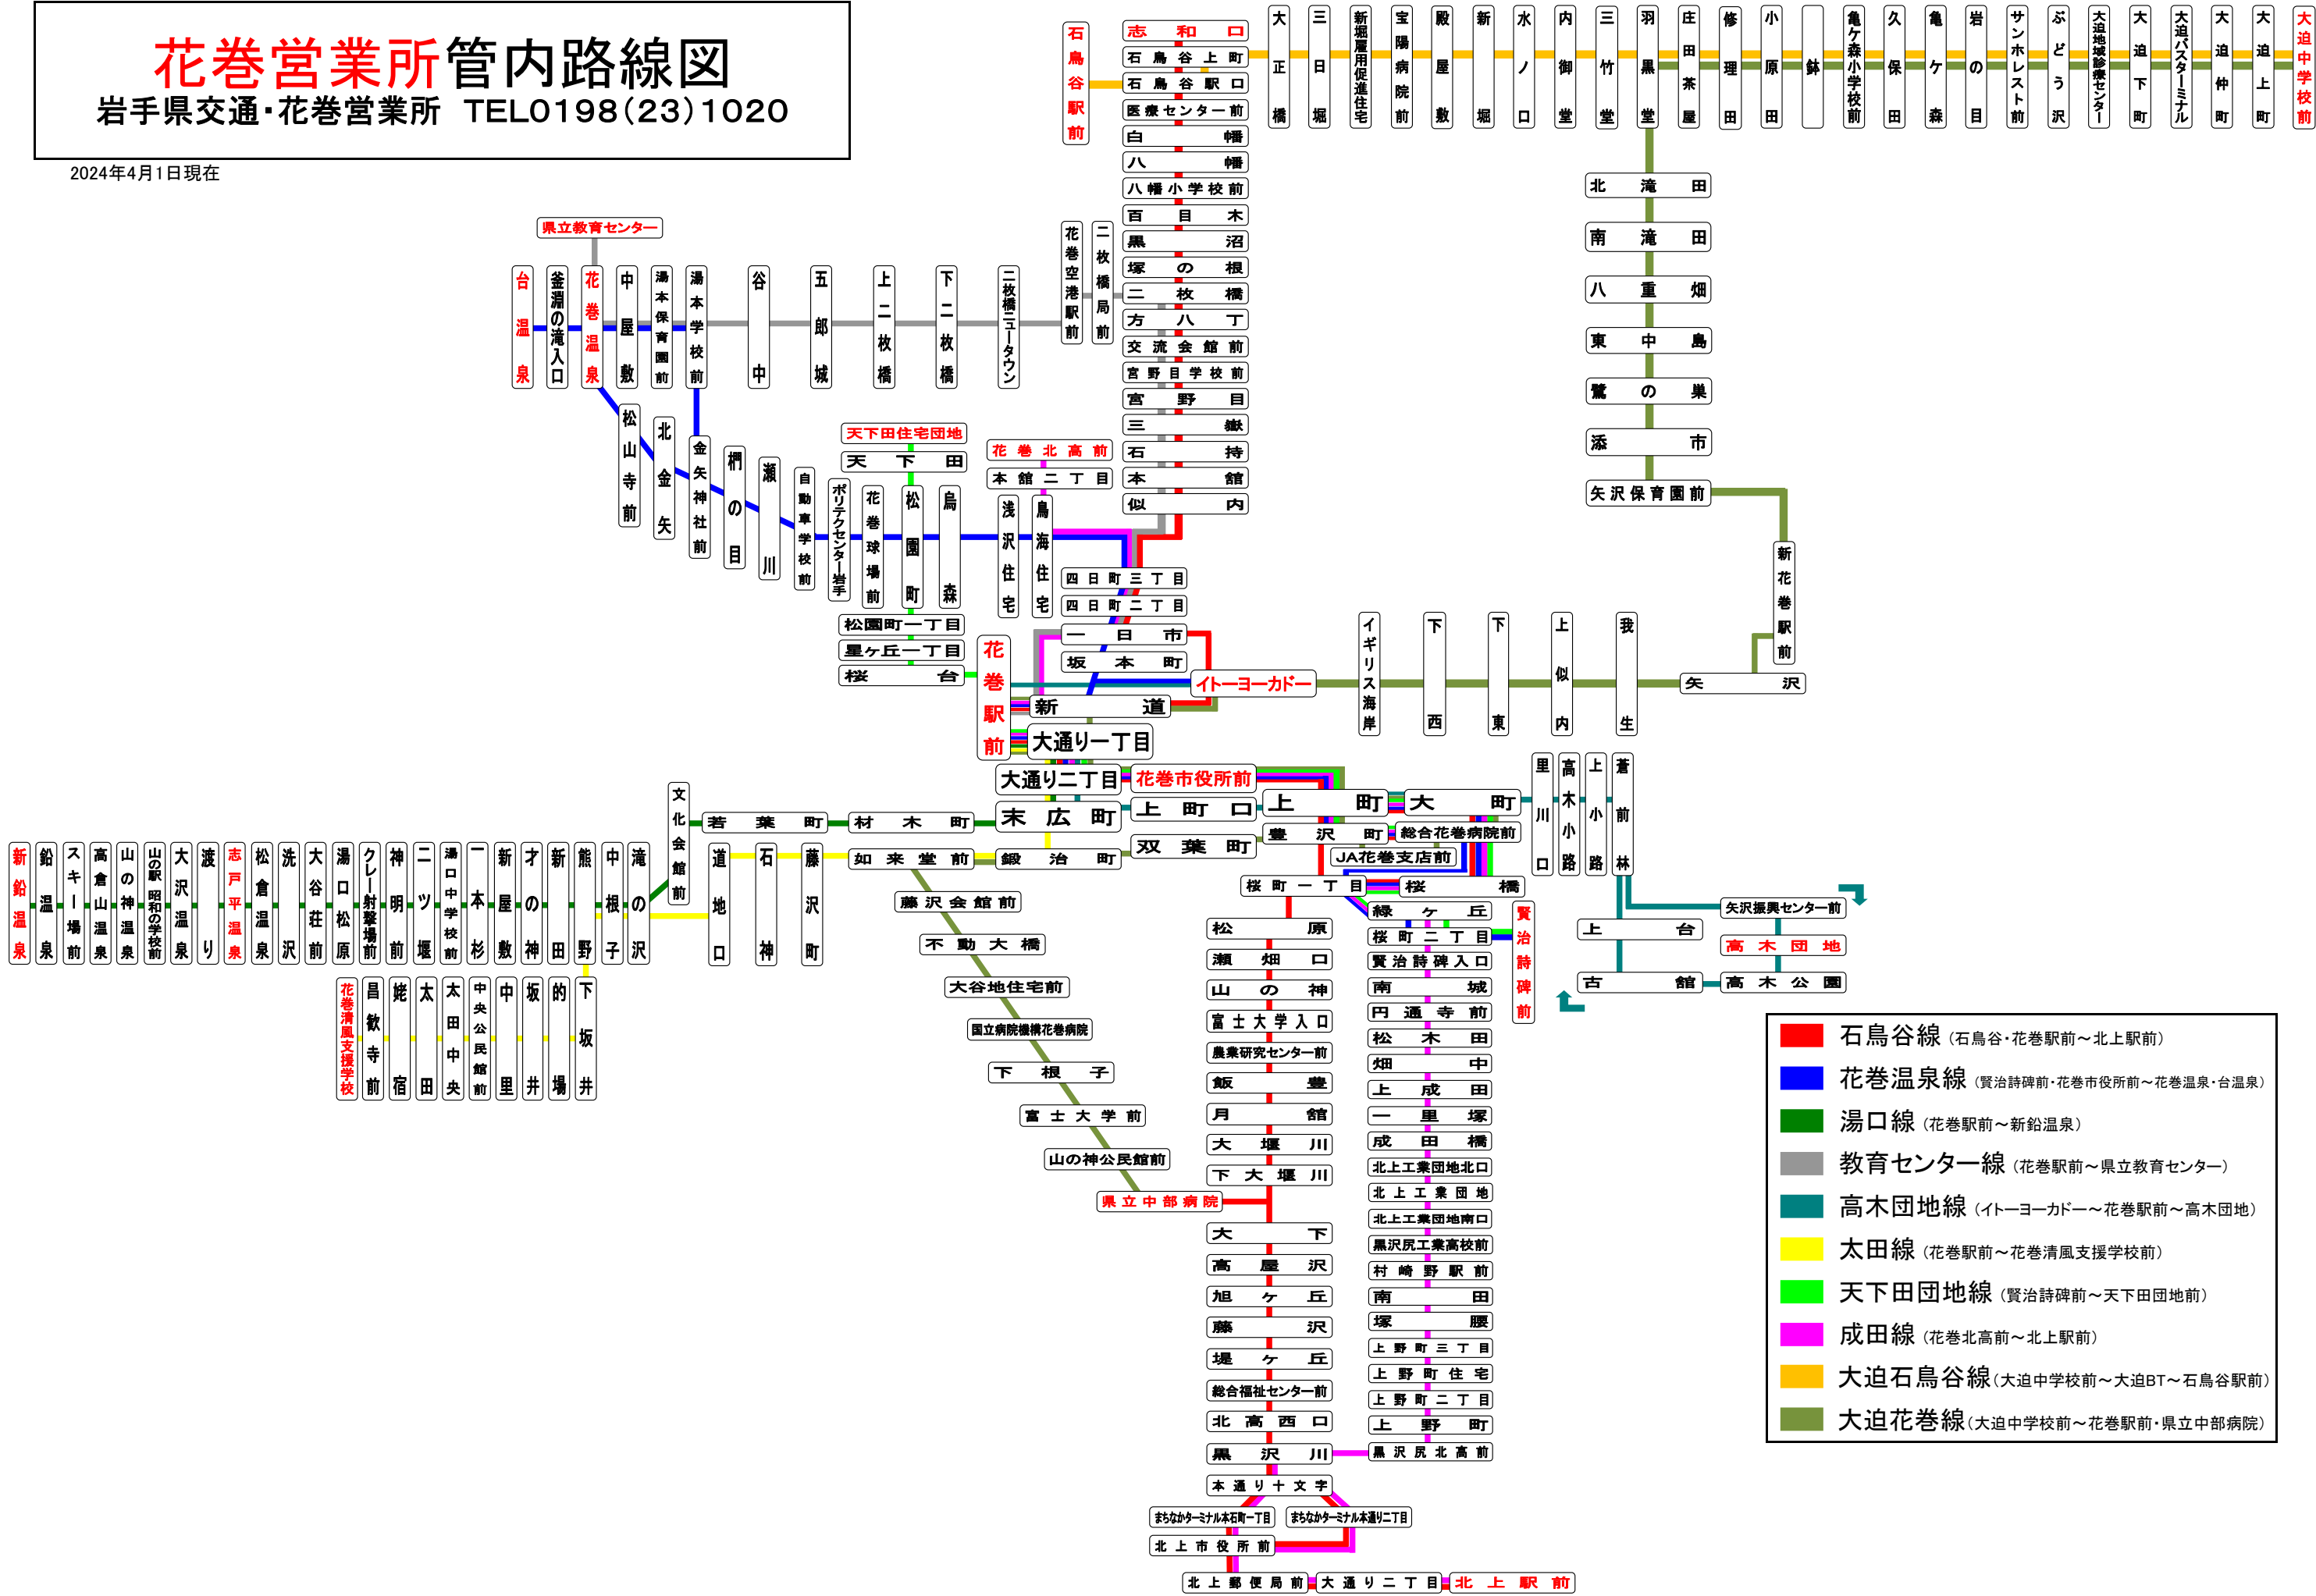 花巻営業所管内路線図
岩手県交通・花巻営業所 TEL0198(23)1020
2024年4月1日現在
石鳥谷駅前
志和口
石鳥谷上町
石鳥谷駅口
医療センター前
白幡
八幡
八幡小学校前
百目木
黒沼
塚の根
二枚橋
方八丁
交流会館前
宮野目学校前
宮野目
三嶽
石持
本舘
似内
大正橋
三日堀
新堀雇用促進住宅
宝陽病院前
殿屋敷
新堀
水ノ口
内御堂
三竹堂
羽黒堂
庄田茶屋
修理田
小原田
鉢
亀ケ森小学校前
久保田
亀ケ森
岩の目
サンホレスト前
ぶどう沢
大迫地域診療センター
大迫下町
大迫バスターミナル
大迫仲町
大迫上町
大迫中学校前
北滝田
南滝田
八重畑
東中島
鷺の巣
添市
矢沢保育園前
新花巻駅前
矢沢
我生
上似内
下東
下西
イギリス海岸
イトーヨーカドー
県立教育センター
台温泉
釜淵の滝入口
花巻温泉
中屋敷
湯本保育園前
湯本学校前
谷中
五郎城
上二枚橋
下二枚橋
二枚橋ニュータウン
花巻空港駅前
二枚橋局前
松山寺前
北金矢
金矢神社前
椚の目
瀬川
自動車学校前
ポリテクセンター岩手
花巻球場前
松園町
烏森
浅沢住宅
鳥海住宅
天下田住宅団地
天下田
花巻北高前
本舘二丁目
松園町一丁目
星ヶ丘一丁目
桜台
四日町三丁目
四日町二丁目
一日市
坂本町
花巻駅前
新道
大通り一丁目
大通り二丁目
花巻市役所前
末広町
上町口
上町
大町
鍛治町
双葉町
豊沢町
総合花巻病院前
JA花巻支店前
桜町一丁目
桜橋
里川口
高木小路
上小路
蒼前林
矢沢振興センター前
高木団地
高木公園
上台
古館
文化会館前
若葉町
材木町
如来堂前
道地口
石神
藤沢町
新鉛温泉
鉛温泉
スキー場前
高倉山温泉
山の神温泉
山の駅 昭和の学校前
大沢温泉
渡り
志戸平温泉
松倉温泉
洗沢
大谷荘前
湯口松原
クレー射撃場前
神明前
二ツ堰
湯口中学校前
一本杉
新屋敷
才の神
新田
熊野
中根子
滝の沢
花巻清風支援学校
昌歓寺前
姥宿
太田
太田中央
中央公民館前
中里
坂井
的場
下坂井
藤沢会館前
不動大橋
大谷地住宅前
国立病院機構花巻病院
下根子
富士大学前
山の神公民館前
県立中部病院
松原
瀬畑口
山の神
富士大学入口
農業研究センター前
飯豊
月舘
大堰川
下大堰川
大下
高屋沢
旭ヶ丘
藤沢
堤ヶ丘
総合福祉センター前
北高西口
黒沢川
本通り十文字
まちなかターミナル本石町一丁目
まちなかターミナル本通り二丁目
北上市役所前
北上郵便局前
大通り二丁目
北上駅前
緑ヶ丘
桜町二丁目
賢治詩碑前
賢治詩碑入口
南城
円通寺前
松木田
畑中
上成田
一里塚
成田橋
北上工業団地北口
北上工業団地
北上工業団地南口
黒沢尻工業高校前
村崎野駅前
南田
塚腰
上野町三丁目
上野町住宅
上野町二丁目
上野町
黒沢尻北高前
石鳥谷線(石鳥谷・花巻駅前～北上駅前)
花巻温泉線(賢治詩碑前・花巻市役所前～花巻温泉・台温泉)
湯口線(花巻駅前～新鉛温泉)
教育センター線(花巻駅前～県立教育センター)
高木団地線(イトーヨーカドー～花巻駅前～高木団地)
太田線(花巻駅前～花巻清風支援学校前)
天下田団地線(賢治詩碑前～天下田団地前)
成田線(花巻北高前～北上駅前)
大迫石鳥谷線(大迫中学校前～大迫BT～石鳥谷駅前)
大迫花巻線(大迫中学校前～花巻駅前・県立中部病院)